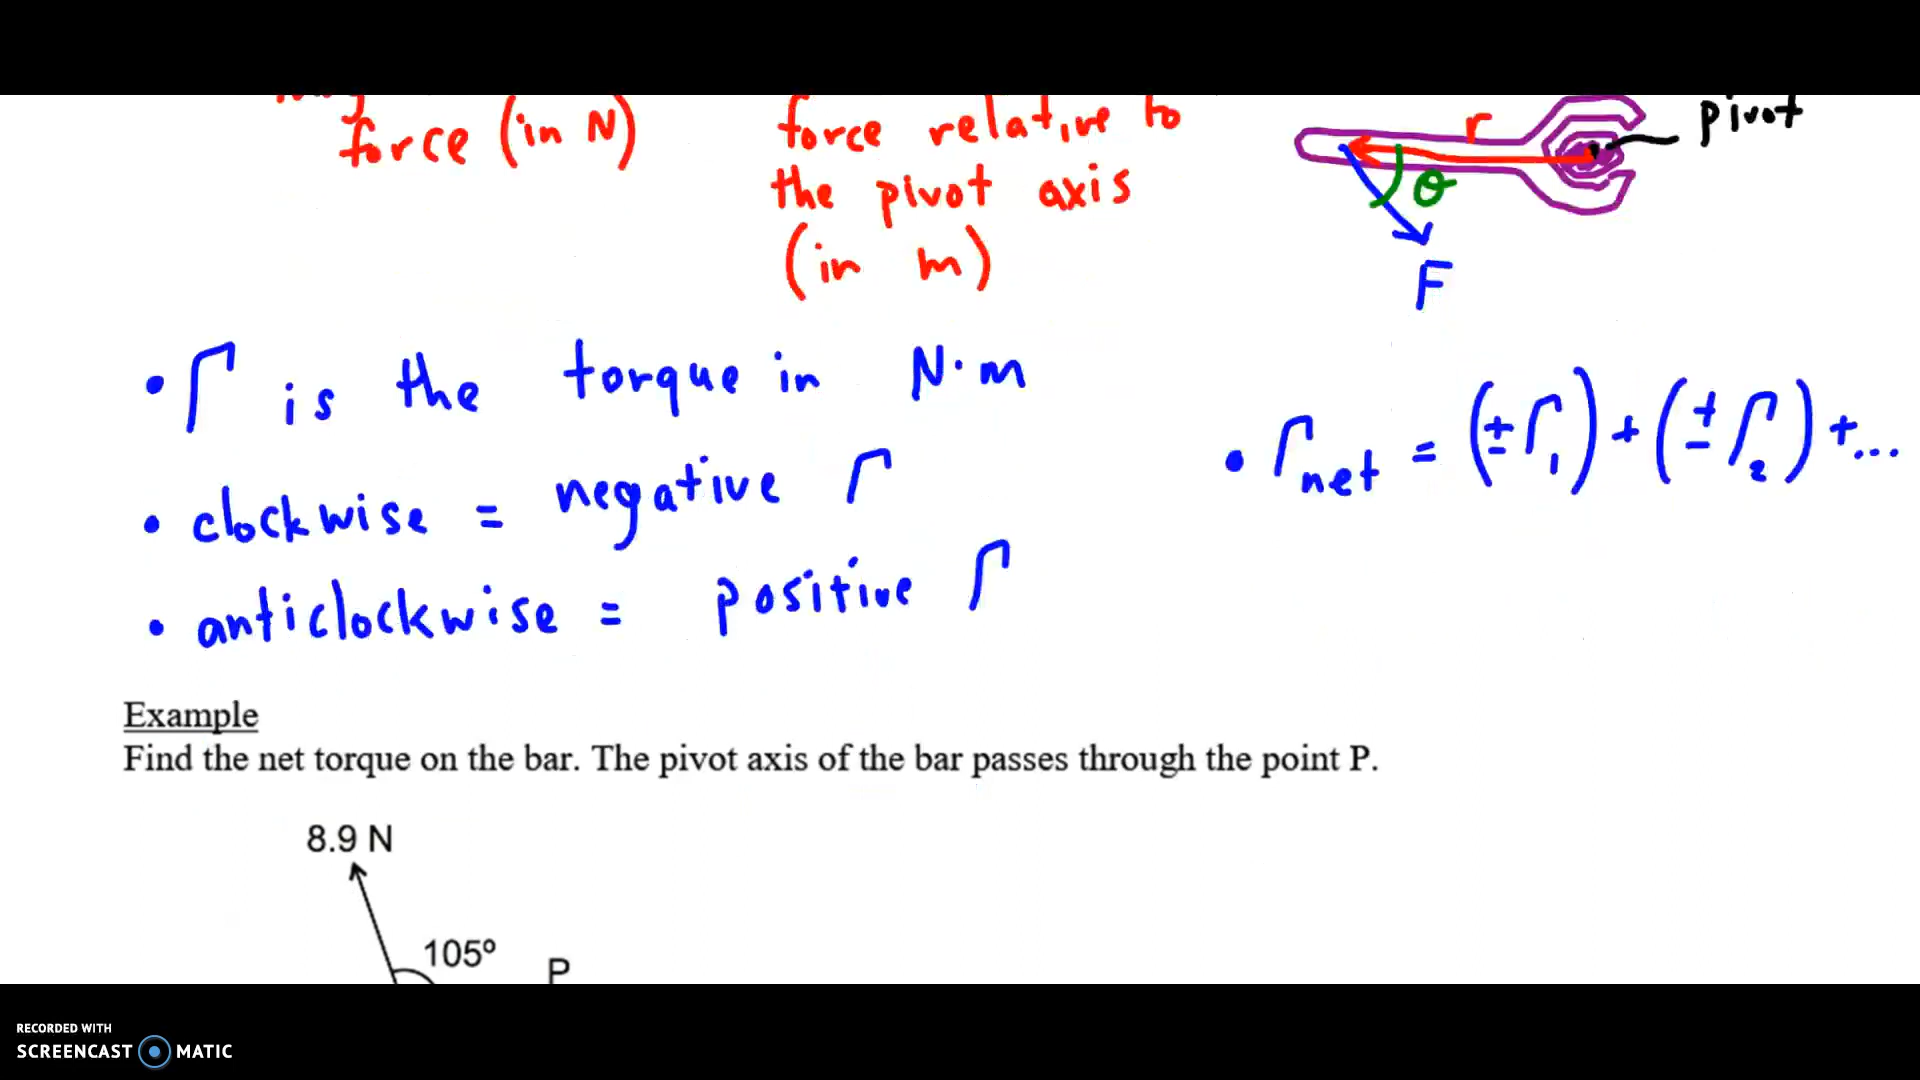 force (in N)
force relative to
the pivot axis
(in m)
pivot
r
θ
F
• Γ is the torque in N·m
• clockwise = negative Γ
• anticlockwise = positive Γ
• Γnet = (±Γ1) + (±Γ2) + ...
Example
Find the net torque on the bar. The pivot axis of the bar passes through the point P.
8.9 N
105º
P
RECORDED WITH
SCREENCAST MATIC